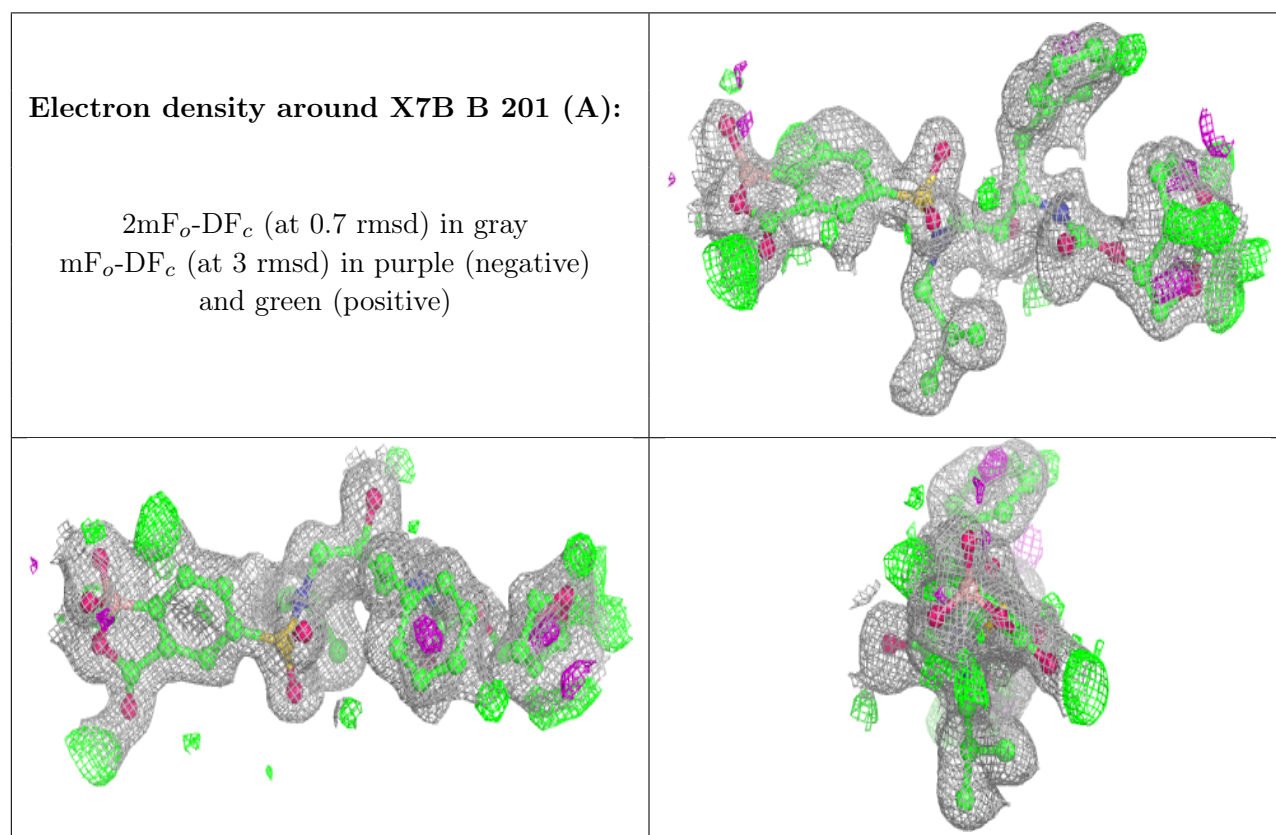 Electron density around X7B B 201 (A):
2mFₒ-DF𝒸 (at 0.7 rmsd) in gray
mFₒ-DF𝒸 (at 3 rmsd) in purple (negative)
and green (positive)